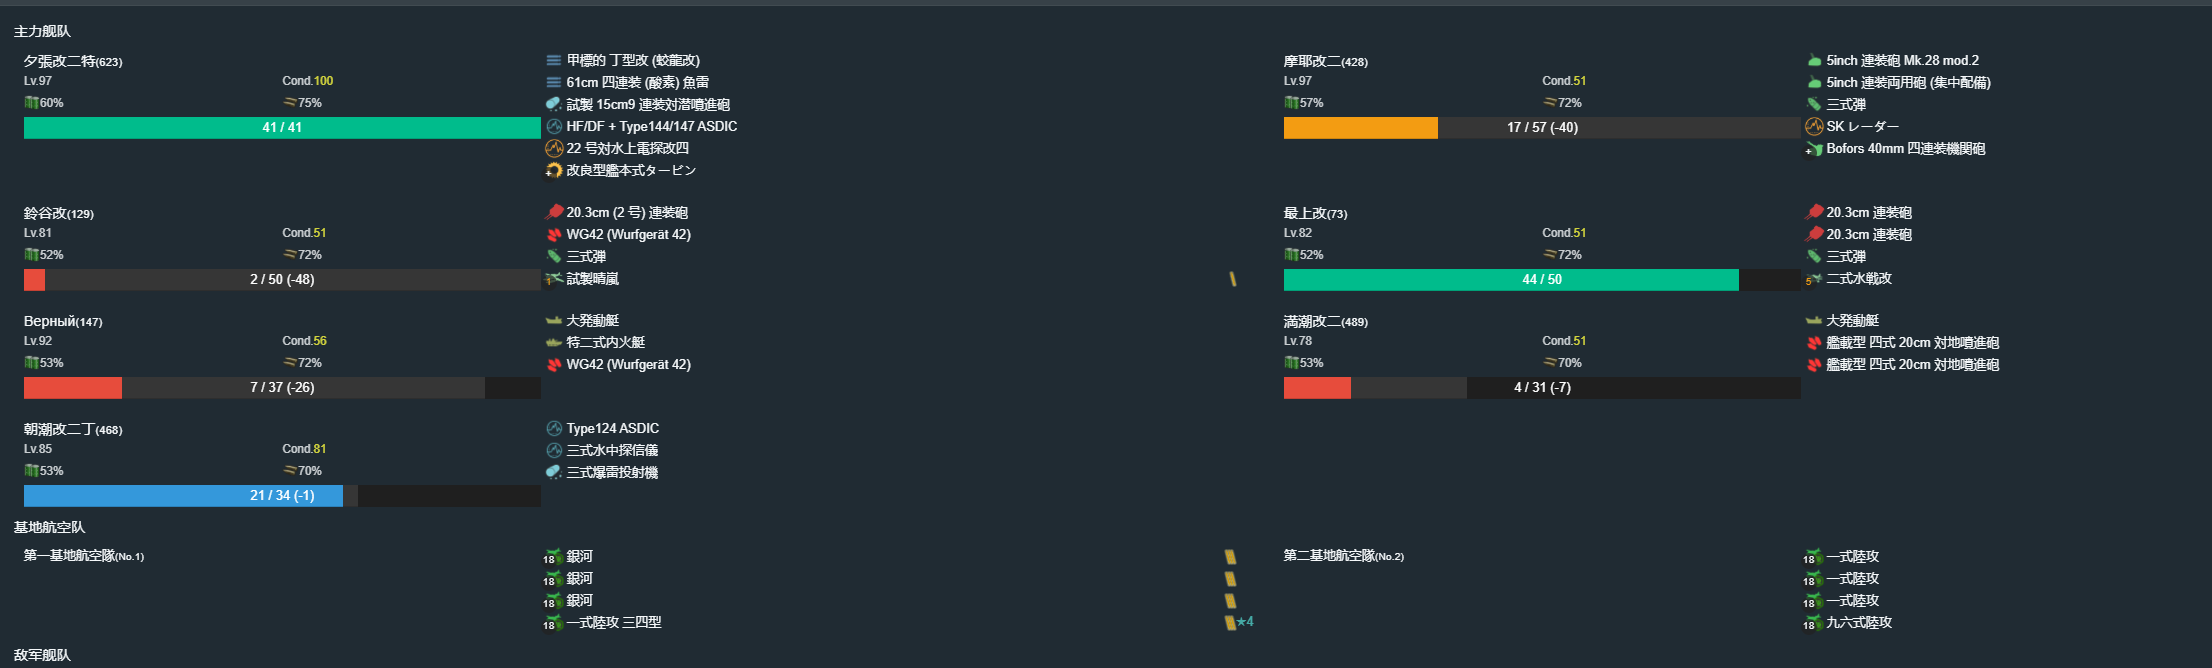 主力舰队
夕張改二特(623)
Lv.97 Cond.100
60% 75%
41 / 41
甲標的 丁型改 (蛟龍改)
61cm 四連装 (酸素) 魚雷
試製 15cm9 連装対潜噴進砲
HF/DF + Type144/147 ASDIC
22 号対水上電探改四
改良型艦本式タービン
摩耶改二(428)
Lv.97 Cond.51
57% 72%
17 / 57 (-40)
5inch 連装砲 Mk.28 mod.2
5inch 連装両用砲 (集中配備)
三式弾
SK レーダー
Bofors 40mm 四連装機関砲
鈴谷改(129)
Lv.81 Cond.51
52% 72%
2 / 50 (-48)
20.3cm (2 号) 連装砲
WG42 (Wurfgerät 42)
三式弾
1 試製晴嵐
最上改(73)
Lv.82 Cond.51
52% 72%
44 / 50
20.3cm 連装砲
20.3cm 連装砲
三式弾
5 二式水戦改
Верный(147)
Lv.92 Cond.56
53% 72%
7 / 37 (-26)
大発動艇
特二式内火艇
WG42 (Wurfgerät 42)
満潮改二(489)
Lv.78 Cond.51
53% 70%
4 / 31 (-7)
大発動艇
艦載型 四式 20cm 対地噴進砲
艦載型 四式 20cm 対地噴進砲
朝潮改二丁(468)
Lv.85 Cond.81
53% 70%
21 / 34 (-1)
Type124 ASDIC
三式水中探信儀
三式爆雷投射機
基地航空队
第一基地航空隊(No.1)
18 銀河
18 銀河
18 銀河
18 一式陸攻 三四型 ★4
第二基地航空隊(No.2)
18 一式陸攻
18 一式陸攻
18 一式陸攻
18 九六式陸攻
敌军舰队